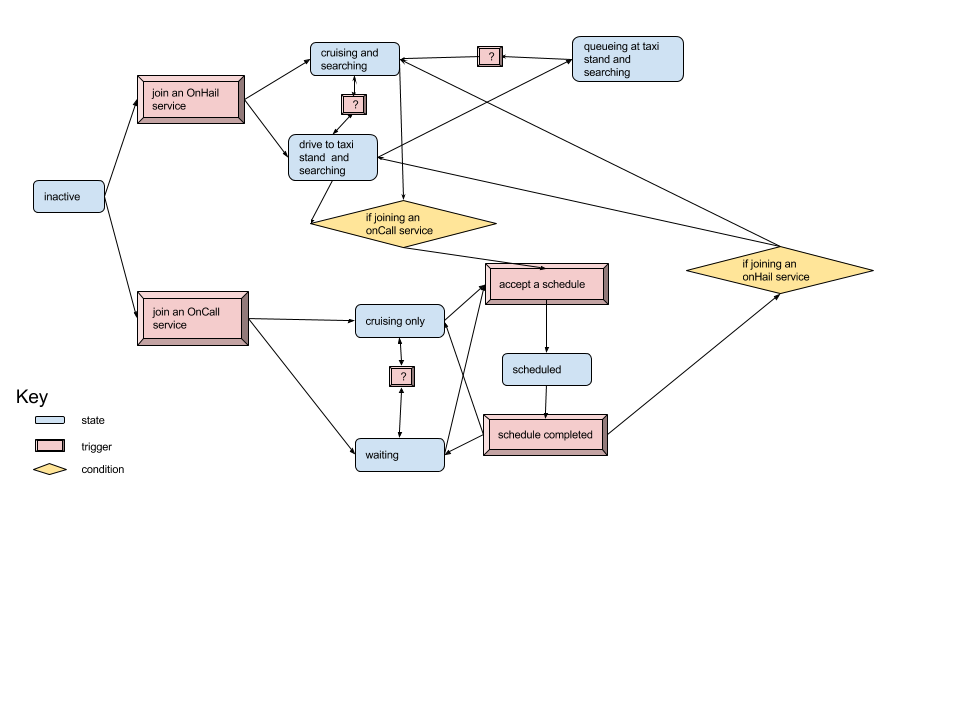 cruising and
searching
?
queueing at taxi
stand and
searching
join an OnHail
service
?
drive to taxi
stand and
searching
inactive
if joining an
onCall service
if joining an
onHail service
accept a schedule
join an OnCall
service
cruising only
scheduled
?
Key
state
schedule completed
trigger
waiting
condition